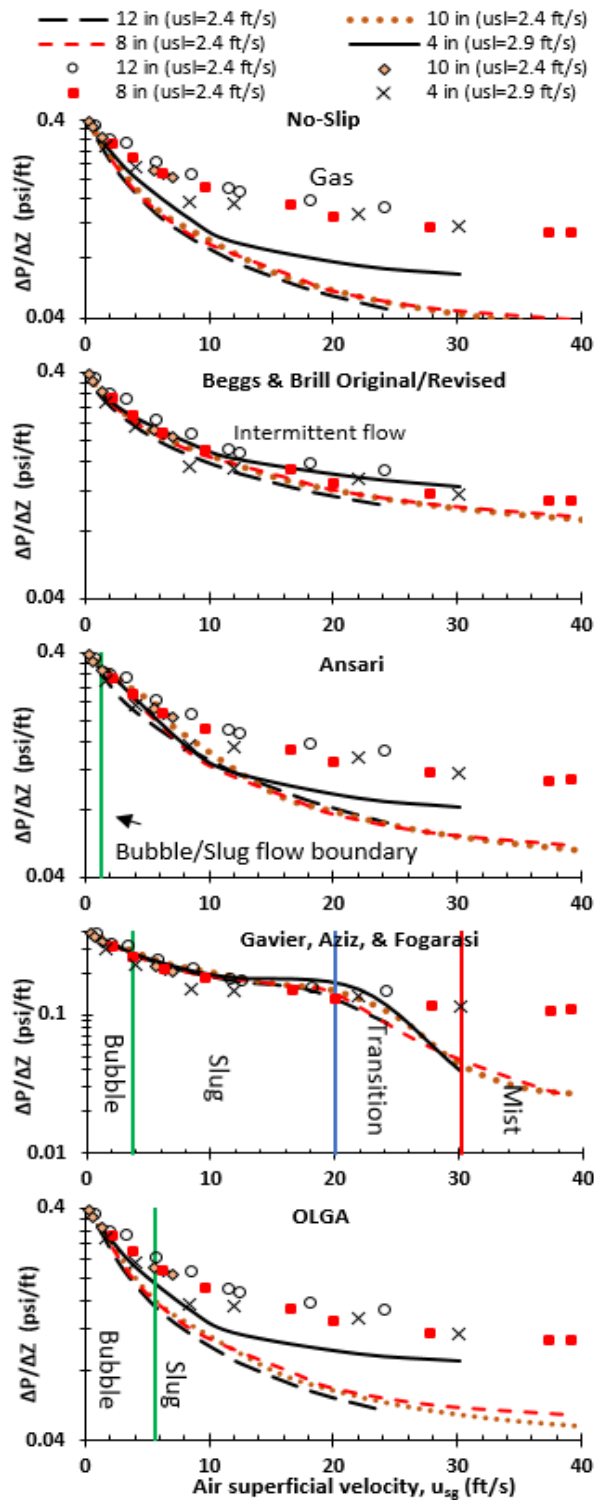 12 in (usl=2.4 ft/s) 10 in (usl=2.4 ft/s)
8 in (usl=2.4 ft/s) 4 in (usl=2.9 ft/s)
12 in (usl=2.4 ft/s) 10 in (usl=2.4 ft/s)
8 in (usl=2.4 ft/s) 4 in (usl=2.9 ft/s)
No-Slip
0.4
Gas
ΔP/ΔZ (psi/ft)
0.04
0 10 20 30 40
Beggs & Brill Original/Revised
0.4
Intermittent flow
ΔP/ΔZ (psi/ft)
0.04
0 10 20 30 40
Ansari
0.4
ΔP/ΔZ (psi/ft)
Bubble/Slug flow boundary
0.04
0 10 20 30 40
Gavier, Aziz, & Fogarasi
ΔP/ΔZ (psi/ft)
0.1
Bubble
Slug
Transition
Mist
0.01
0 10 20 30 40
OLGA
0.4
ΔP/ΔZ (psi/ft)
Bubble
Slug
0.04
0 10 20 30 40
Air superficial velocity, usg (ft/s)